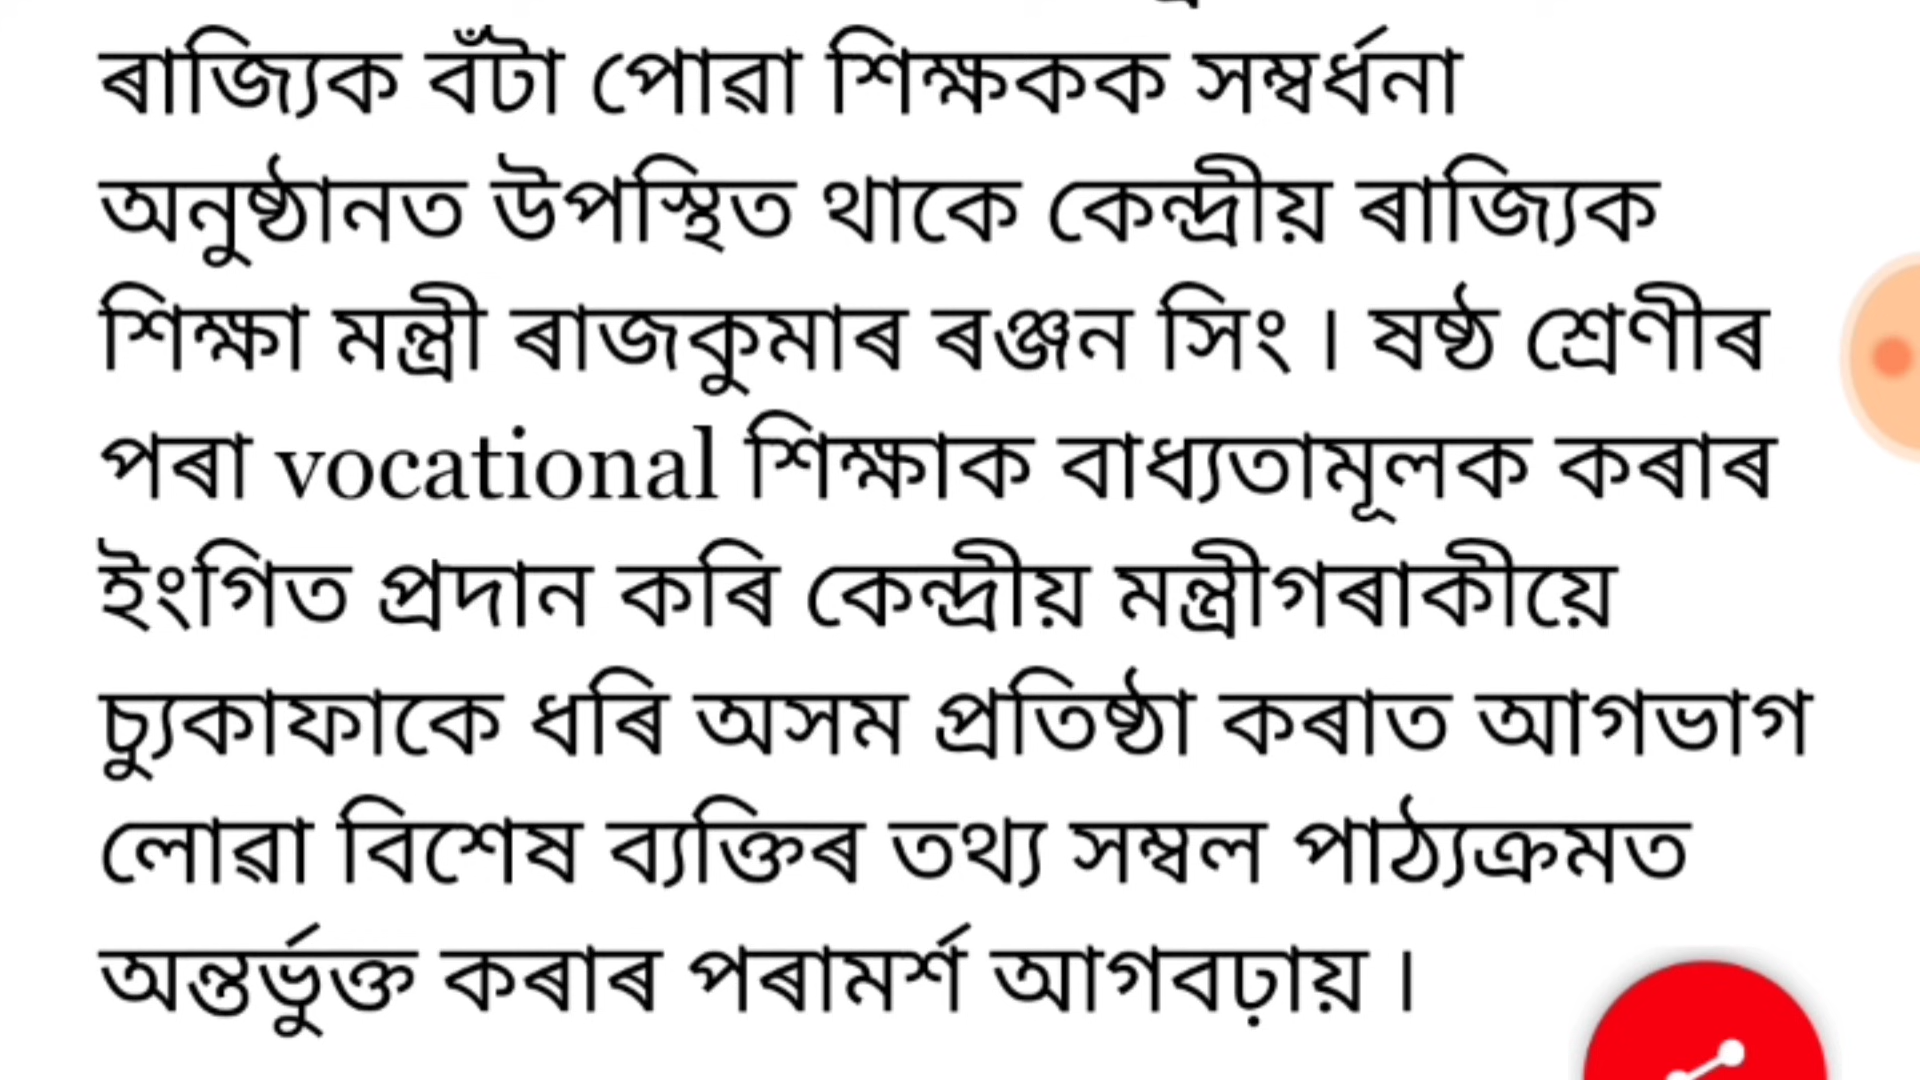 ৰাজ্যিক বঁটা পোৱা শিক্ষকক সম্বৰ্ধনা
অনুষ্ঠানত উপস্থিত থাকে কেন্দ্ৰীয় ৰাজ্যিক
শিক্ষা মন্ত্ৰী ৰাজকুমাৰ ৰঞ্জন সিং । ষষ্ঠ শ্ৰেণীৰ
পৰা vocational শিক্ষাক বাধ্যতামূলক কৰাৰ
ইংগিত প্ৰদান কৰি কেন্দ্ৰীয় মন্ত্ৰীগৰাকীয়ে
চ্যুকাফাকে ধৰি অসম প্ৰতিষ্ঠা কৰাত আগভাগ
লোৱা বিশেষ ব্যক্তিৰ তথ্য সম্বল পাঠ্যক্ৰমত
অন্তৰ্ভুক্ত কৰাৰ পৰামৰ্শ আগবঢ়ায় ।